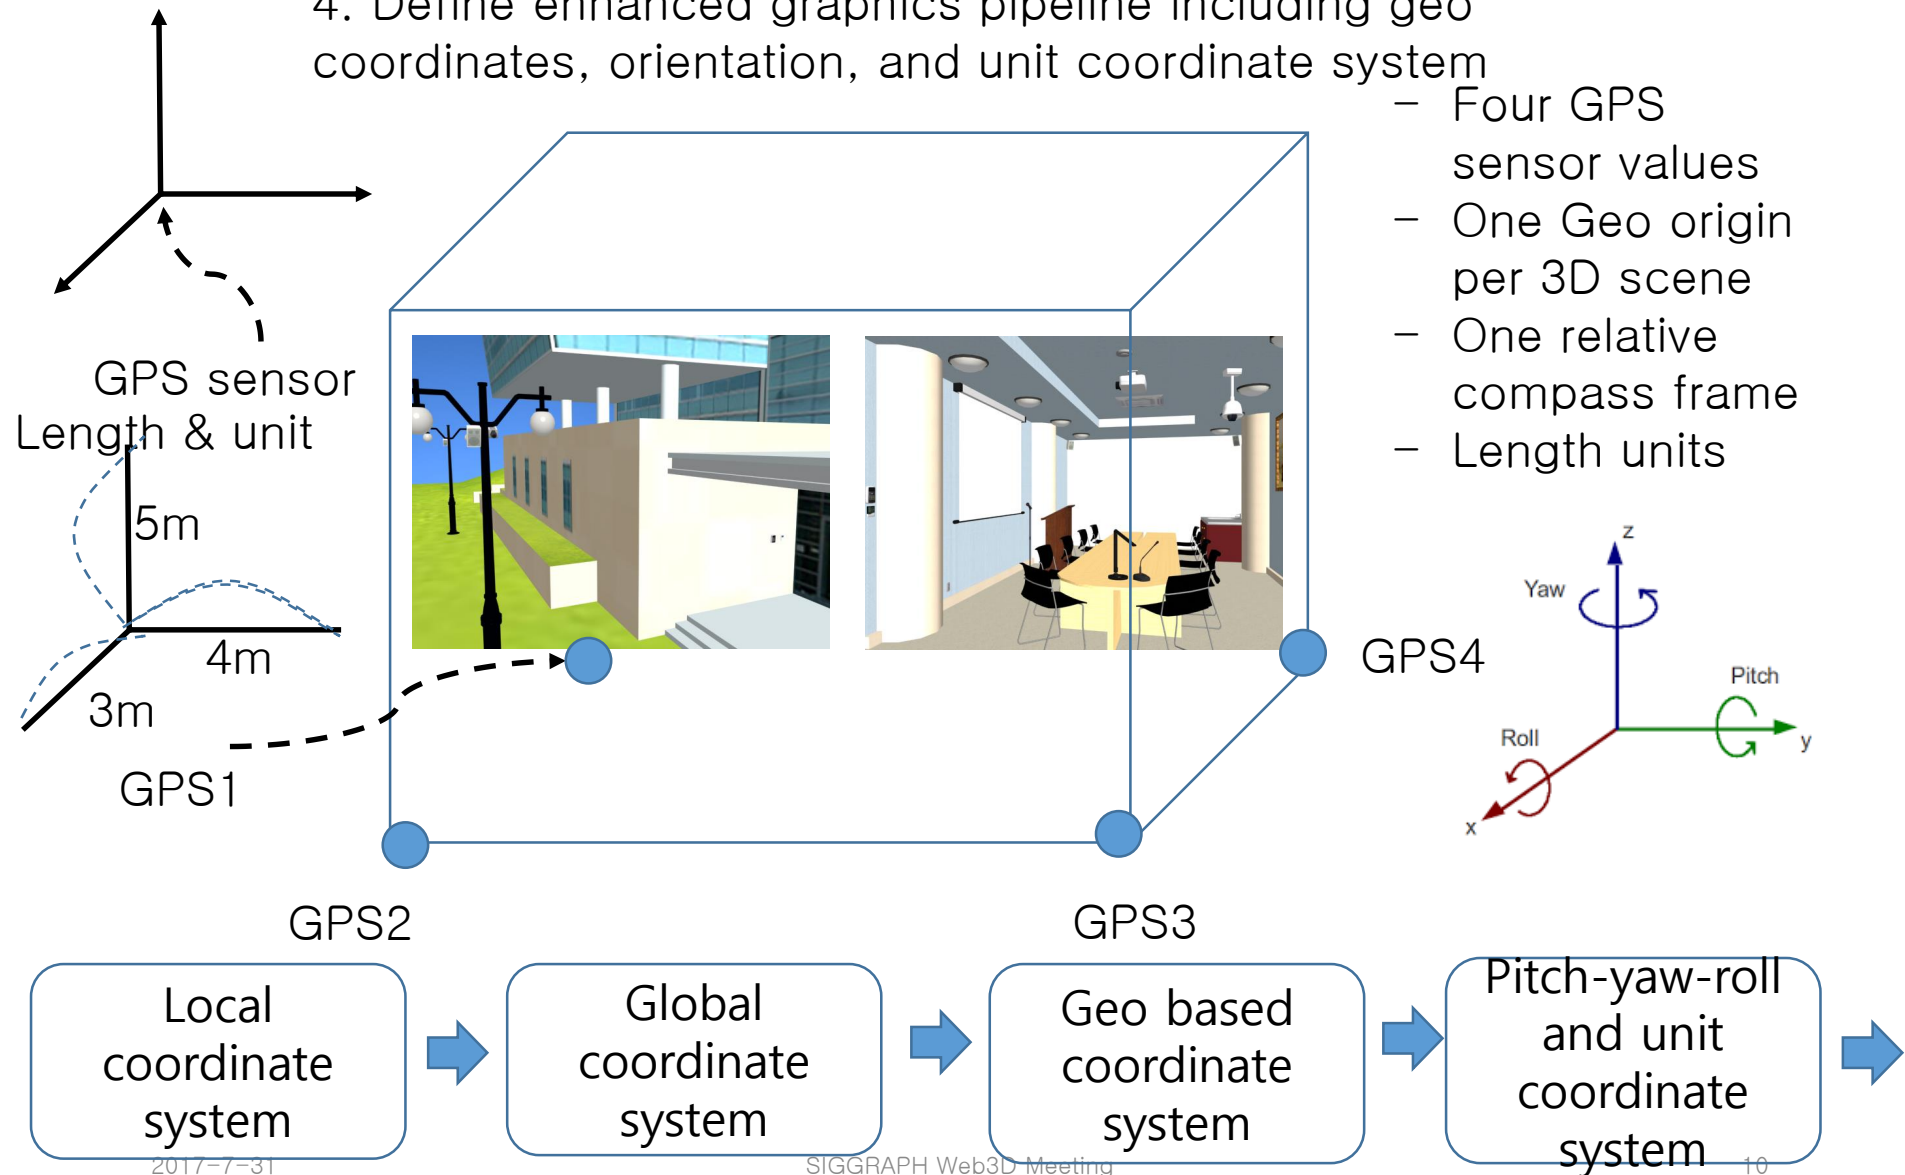 4. Define enhanced graphics pipeline including geo
coordinates, orientation, and unit coordinate system
- Four GPS
sensor values
- One Geo origin
per 3D scene
- One relative
compass frame
- Length units
GPS sensor
Length & unit
5m
4m
3m
GPS1
GPS2
GPS3
GPS4
z
Yaw
Pitch
y
Roll
x
Local
coordinate
system
Global
coordinate
system
Geo based
coordinate
system
Pitch-yaw-roll
and unit
coordinate
system
2017-7-31
SIGGRAPH Web3D Meeting
10